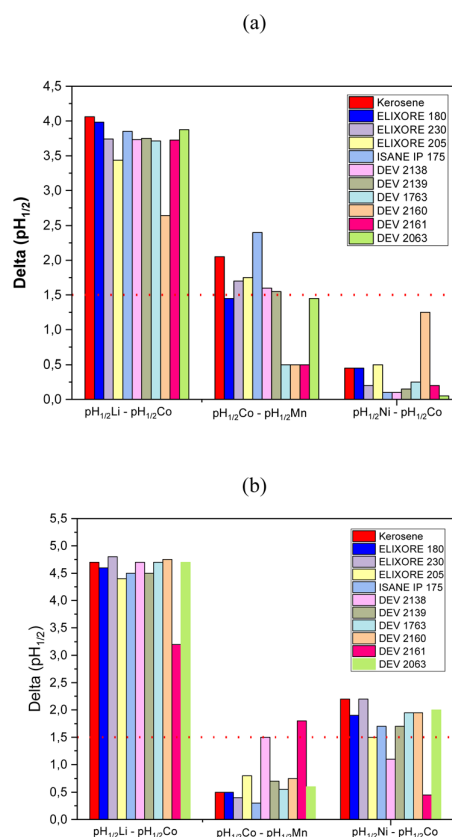 (a)
4,5
4,0
3,5
3,0
2,5
2,0
1,5
1,0
0,5
0,0
Delta (pH1/2)
Kerosene
ELIXORE 180
ELIXORE 230
ELIXORE 205
ISANE IP 175
DEV 2138
DEV 2139
DEV 1763
DEV 2160
DEV 2161
DEV 2063
pH1/2Li - pH1/2Co pH1/2Co - pH1/2Mn pH1/2Ni - pH1/2Co
(b)
5,5
5,0
4,5
4,0
3,5
3,0
2,5
2,0
1,5
1,0
0,5
0,0
Delta (pH1/2)
Kerosene
ELIXORE 180
ELIXORE 230
ELIXORE 205
ISANE IP 175
DEV 2138
DEV 2139
DEV 1763
DEV 2160
DEV 2161
DEV 2063
pH1/2Li - pH1/2Co pH1/2Co - pH1/2Mn pH1/2Ni - pH1/2Co